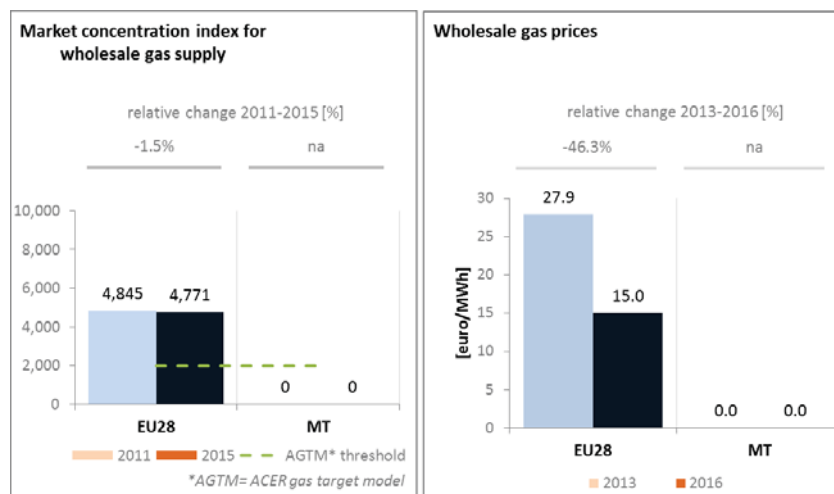 Market concentration index for
wholesale gas supply
relative change 2011-2015 [%]
-1.5% na
10,000
8,000
6,000
4,000
2,000
0
4,845 4,771
0 0
EU28 MT
2011 2015 AGTM* threshold
*AGTM= ACER gas target model
Wholesale gas prices
relative change 2013-2016 [%]
-46.3% na
[euro/MWh]
30
25
20
15
10
5
0
27.9
15.0
0.0 0.0
EU28 MT
2013 2016